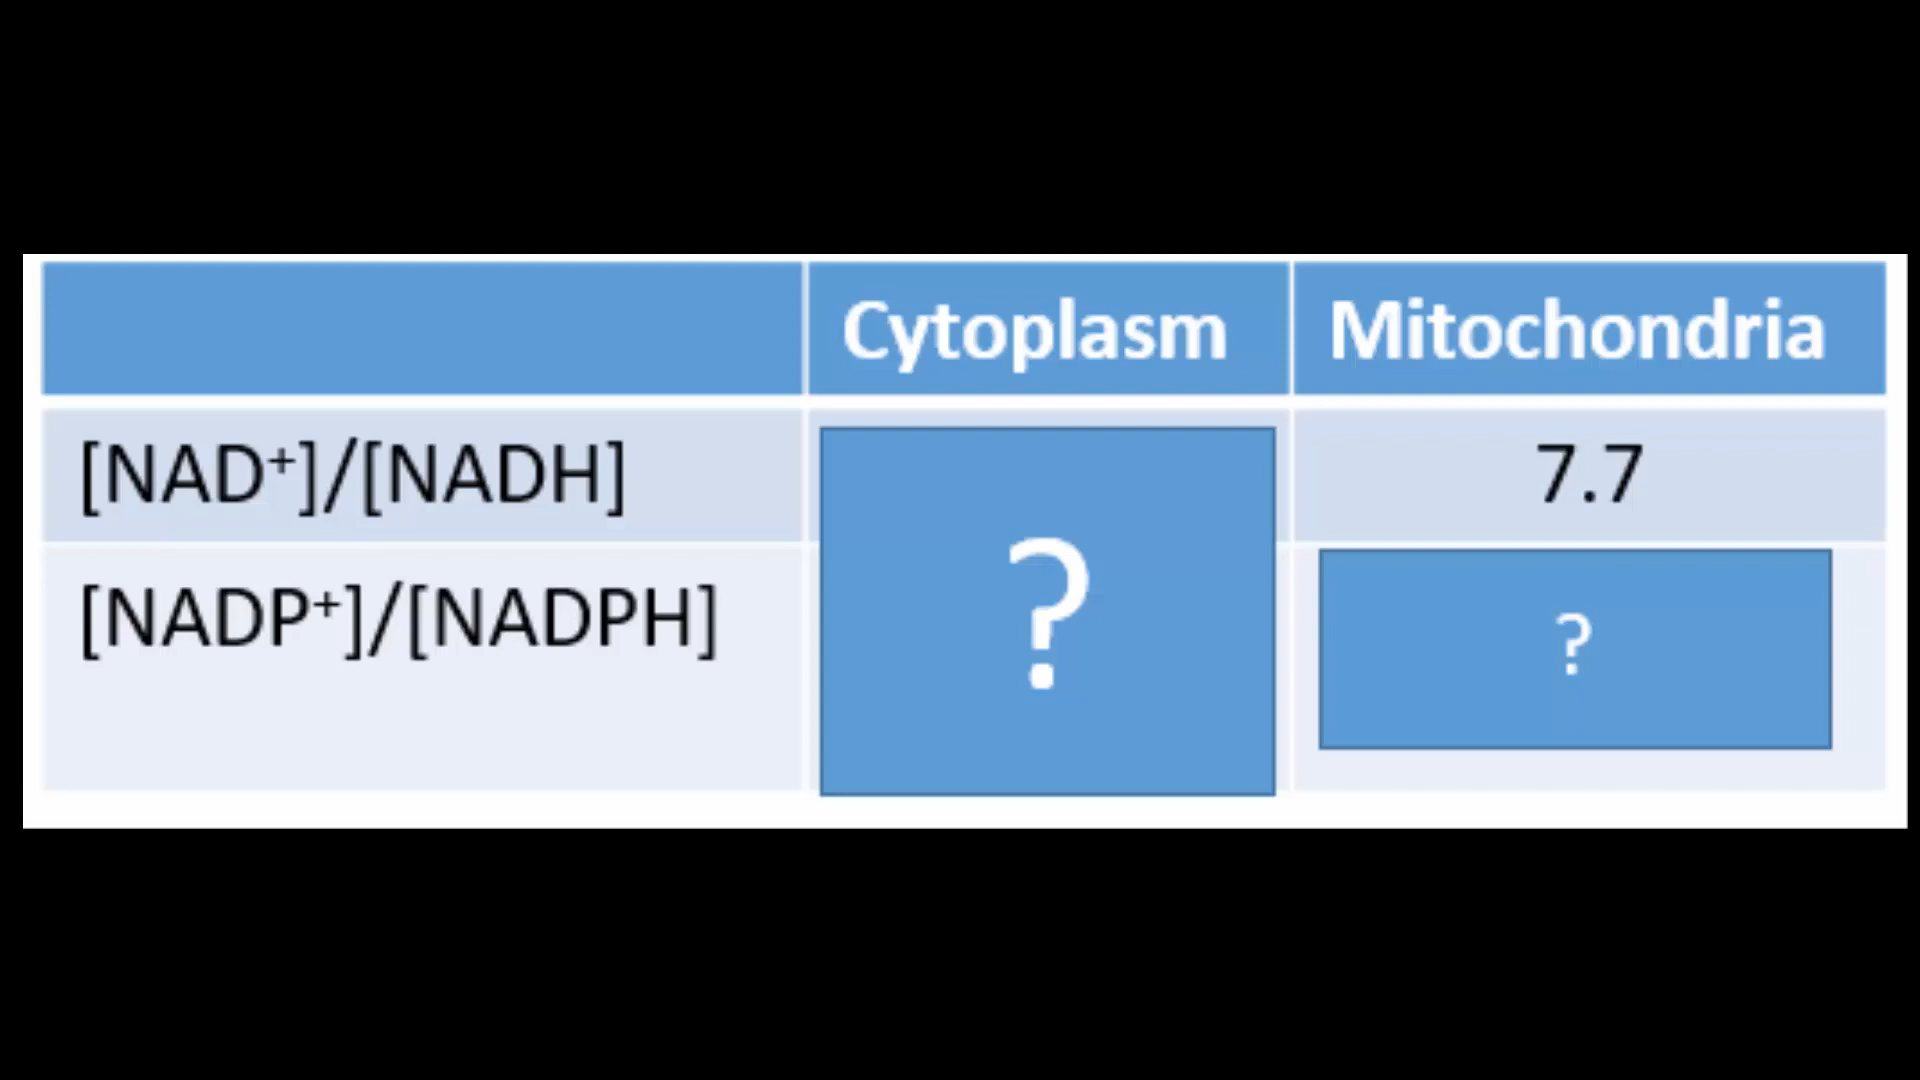 Cytoplasm Mitochondria
[NAD⁺]/[NADH] 7.7
?
[NADP⁺]/[NADPH] ?